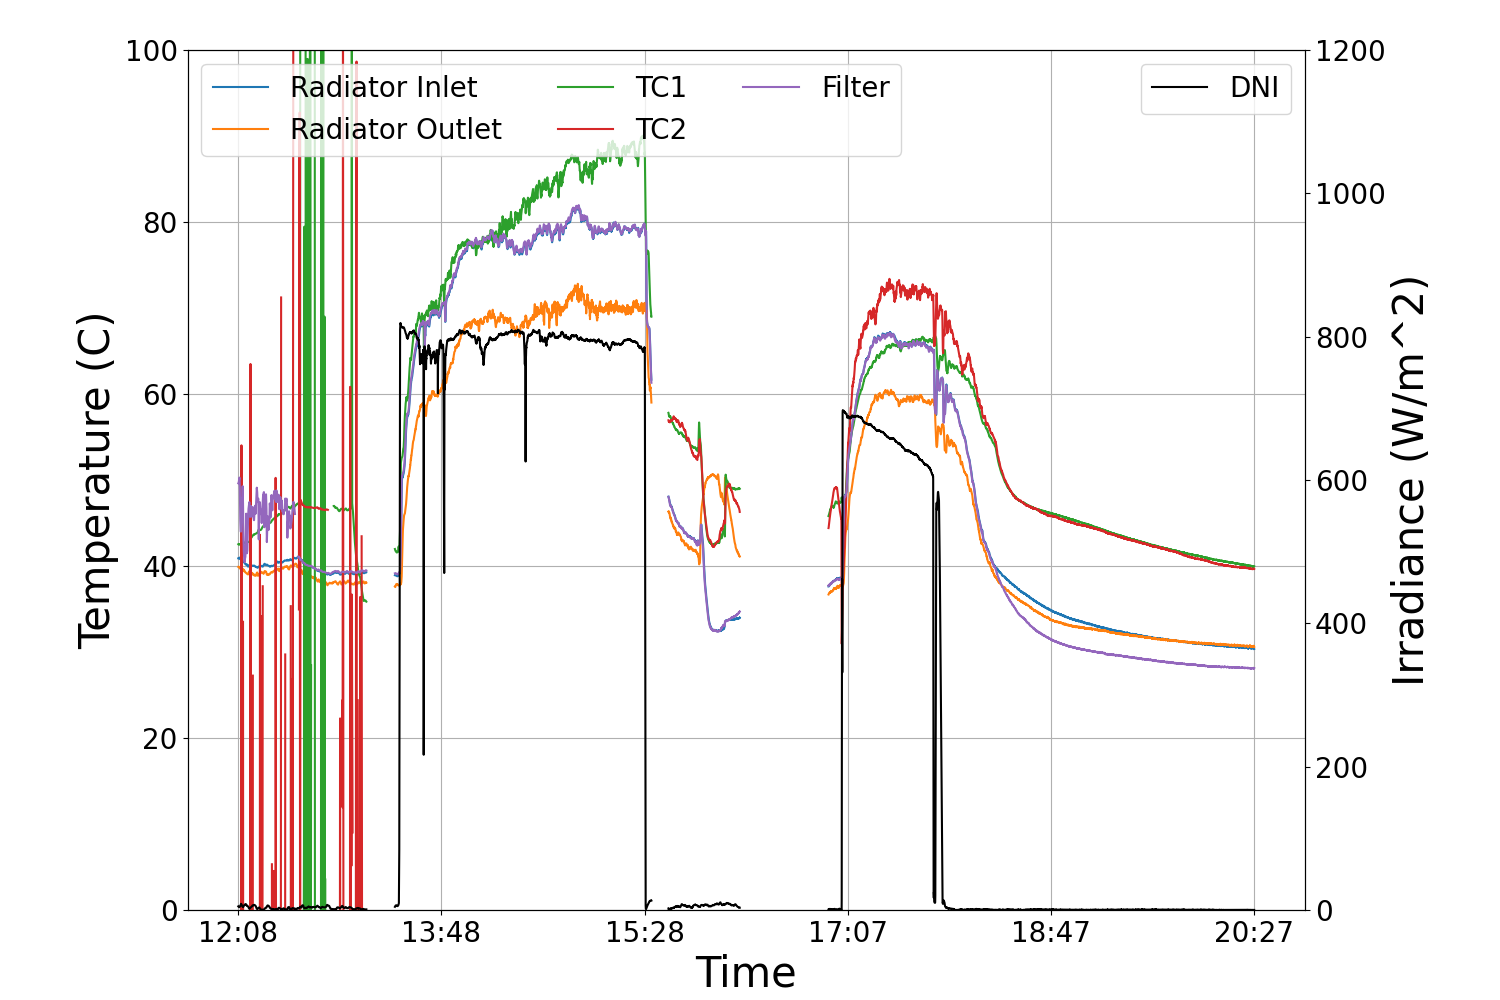 100
80
60
40
20
0
Temperature (C)
Radiator Inlet
Radiator Outlet
TC1
TC2
Filter
DNI
1200
1000
800
600
400
200
0
Irradiance (W/m^2)
12:08 13:48 15:28 17:07 18:47 20:27
Time